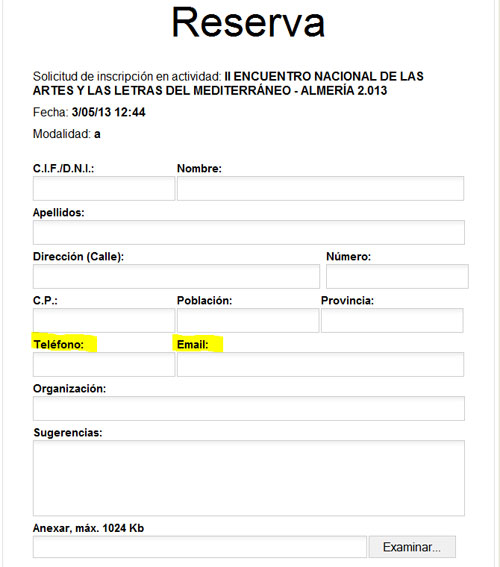 Reserva
Solicitud de inscripción en actividad: II ENCUENTRO NACIONAL DE LAS
ARTES Y LAS LETRAS DEL MEDITERRÁNEO - ALMERÍA 2.013
Fecha: 3/05/13 12:44
Modalidad: a
C.I.F./D.N.I.: Nombre:
Apellidos:
Dirección (Calle): Número:
C.P.: Población: Provincia:
Teléfono: Email:
Organización:
Sugerencias:
Anexar, máx. 1024 Kb
Examinar...